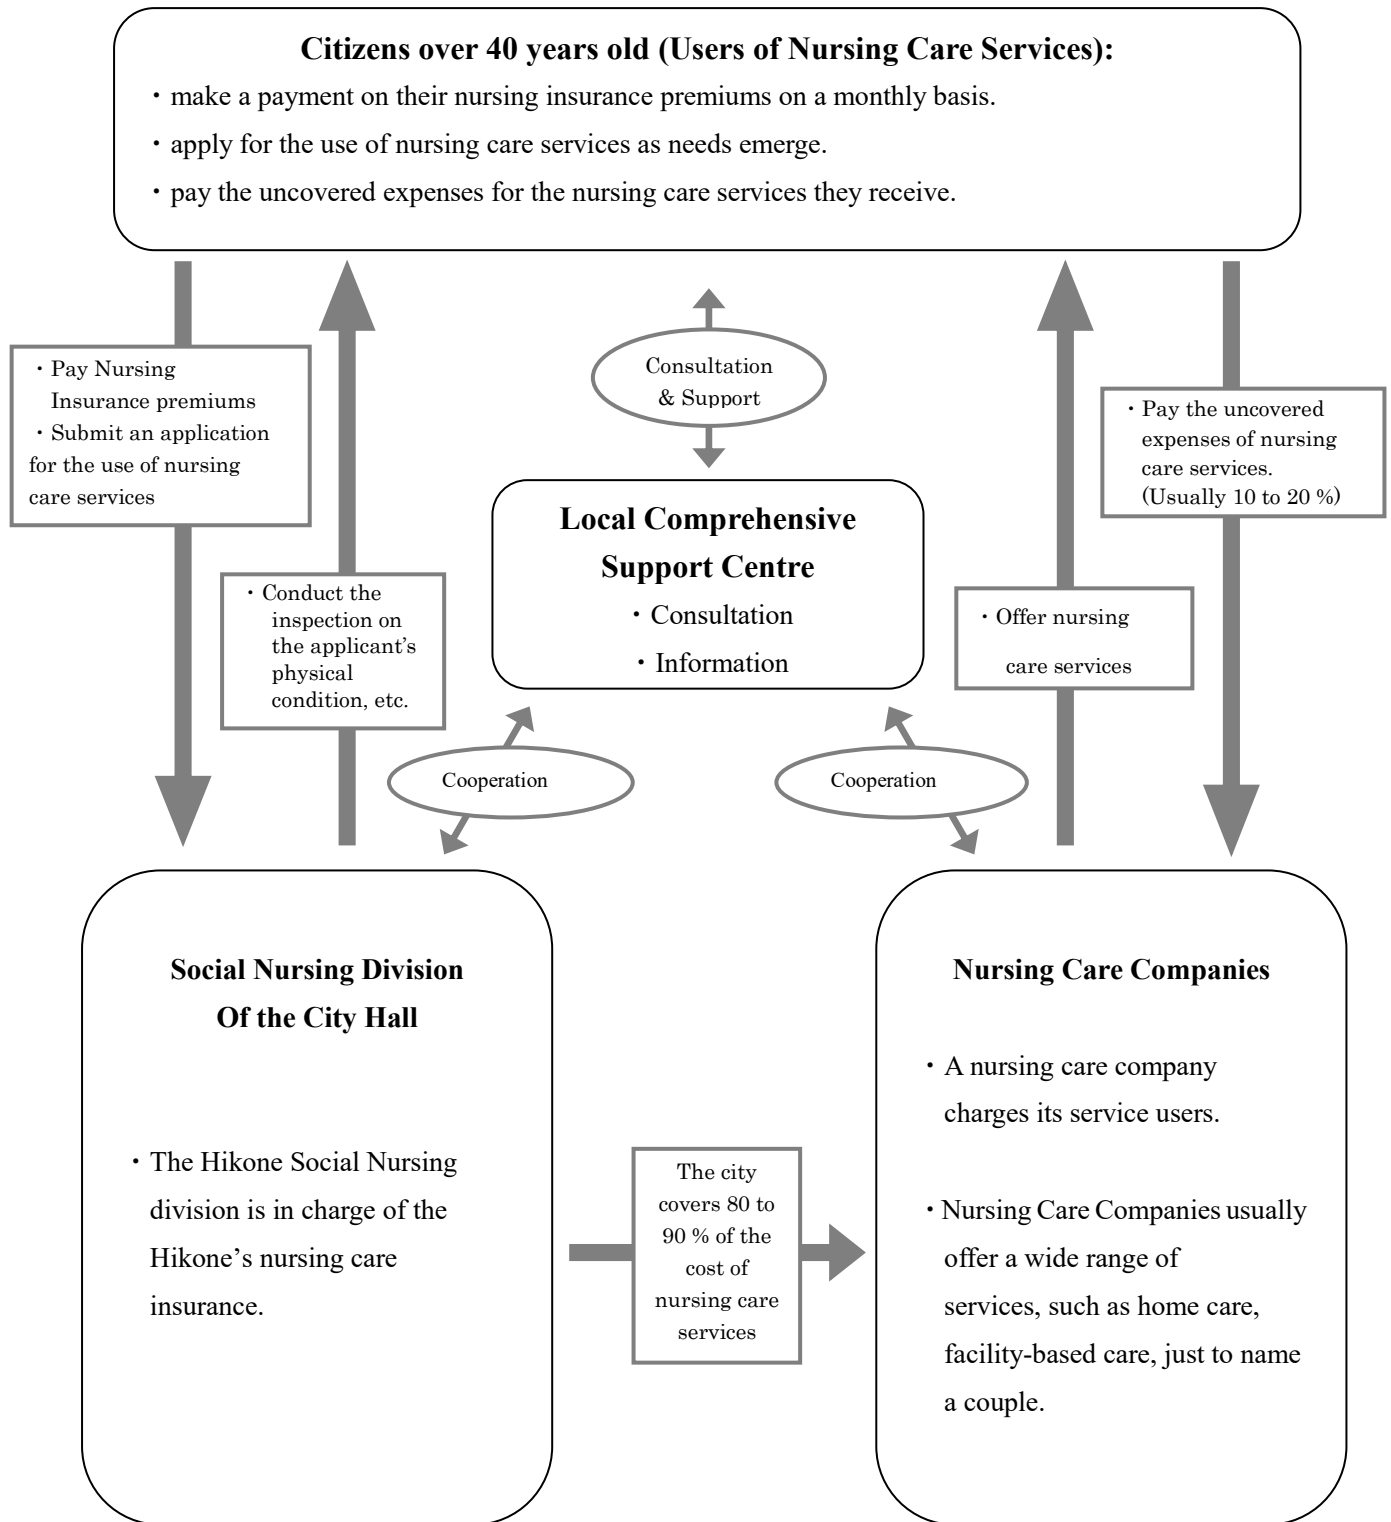 Citizens over 40 years old (Users of Nursing Care Services):
・make a payment on their nursing insurance premiums on a monthly basis.
・apply for the use of nursing care services as needs emerge.
・pay the uncovered expenses for the nursing care services they receive.
・Pay Nursing
Insurance premiums
・Submit an application
for the use of nursing
care services
・Conduct the
inspection on
the applicant’s
physical
condition, etc.
Consultation
& Support
Local Comprehensive
Support Centre
・Consultation
・Information
・Offer nursing
care services
・Pay the uncovered
expenses of nursing
care services.
(Usually 10 to 20 %)
Cooperation
Cooperation
Social Nursing Division
Of the City Hall
・The Hikone Social Nursing
division is in charge of the
Hikone’s nursing care
insurance.
The city
covers 80 to
90 % of the
cost of
nursing care
services
Nursing Care Companies
・A nursing care company
charges its service users.
・Nursing Care Companies usually
offer a wide range of
services, such as home care,
facility-based care, just to name
a couple.